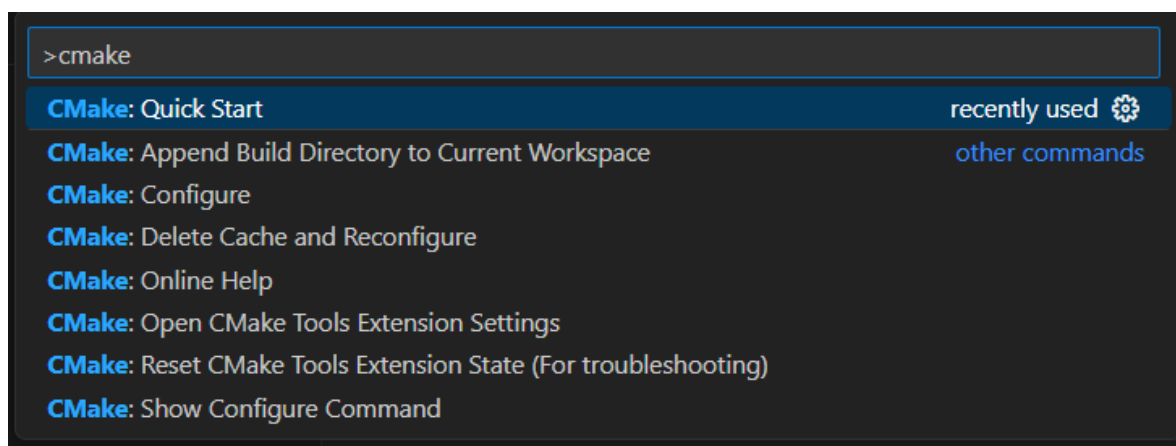 >cmake
CMake: Quick Start recently used
CMake: Append Build Directory to Current Workspace other commands
CMake: Configure
CMake: Delete Cache and Reconfigure
CMake: Online Help
CMake: Open CMake Tools Extension Settings
CMake: Reset CMake Tools Extension State (For troubleshooting)
CMake: Show Configure Command